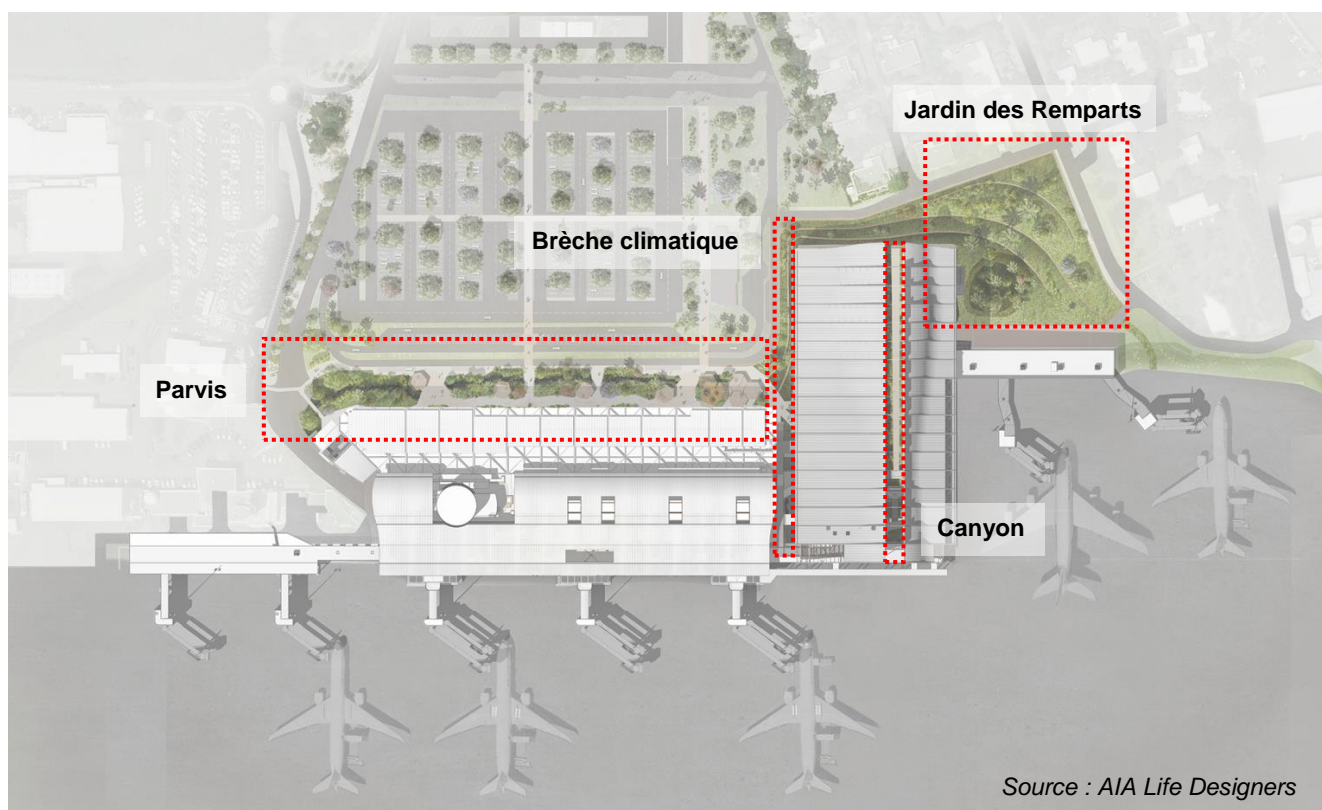 Jardin des Remparts
Brèche climatique
Parvis
Canyon
Source : AIA Life Designers